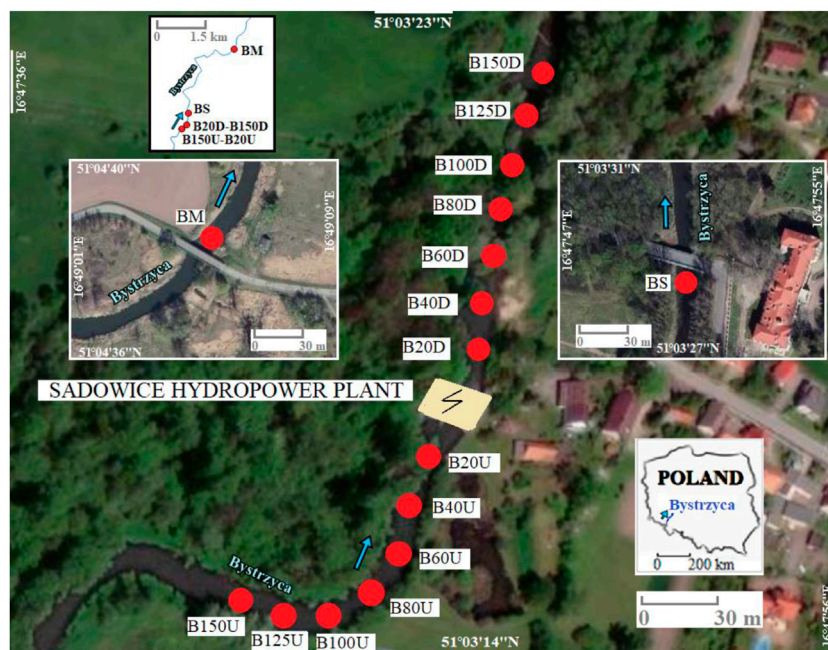 51°03'23''N
16°47'36''E
0 1.5 km
BM
Bystrzyca
BS
B20D-B150D
B150U-B20U
B150D
B125D
B100D
B80D
B60D
B40D
B20D
51°04'40''N
BM
16°49'01''E
16°49'09''E
Bystrzyca
0 30 m
51°04'36''N
51°03'31''N
Bystrzyca
16°47'47''E
16°47'55''E
BS
0 30 m
51°03'27''N
SADOWICE HYDROPOWER PLANT
B20U
B40U
B60U
B80U
Bystrzyca
B150U
B125U
B100U
POLAND
Bystrzyca
0 200 km
0 30 m
51°03'14''N
16°47'56''E